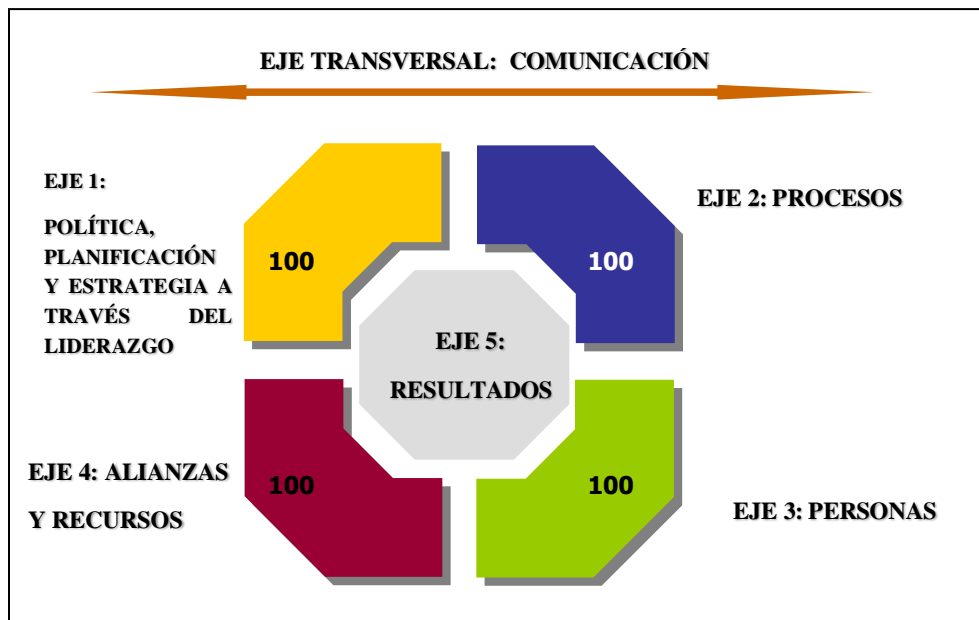 EJE TRANSVERSAL: COMUNICACIÓN
EJE 1:
POLÍTICA,
PLANIFICACIÓN
Y ESTRATEGIA A
TRAVÉS DEL
LIDERAZGO
100
100
EJE 2: PROCESOS
EJE 5:
RESULTADOS
EJE 4: ALIANZAS
Y RECURSOS
100
100
EJE 3: PERSONAS